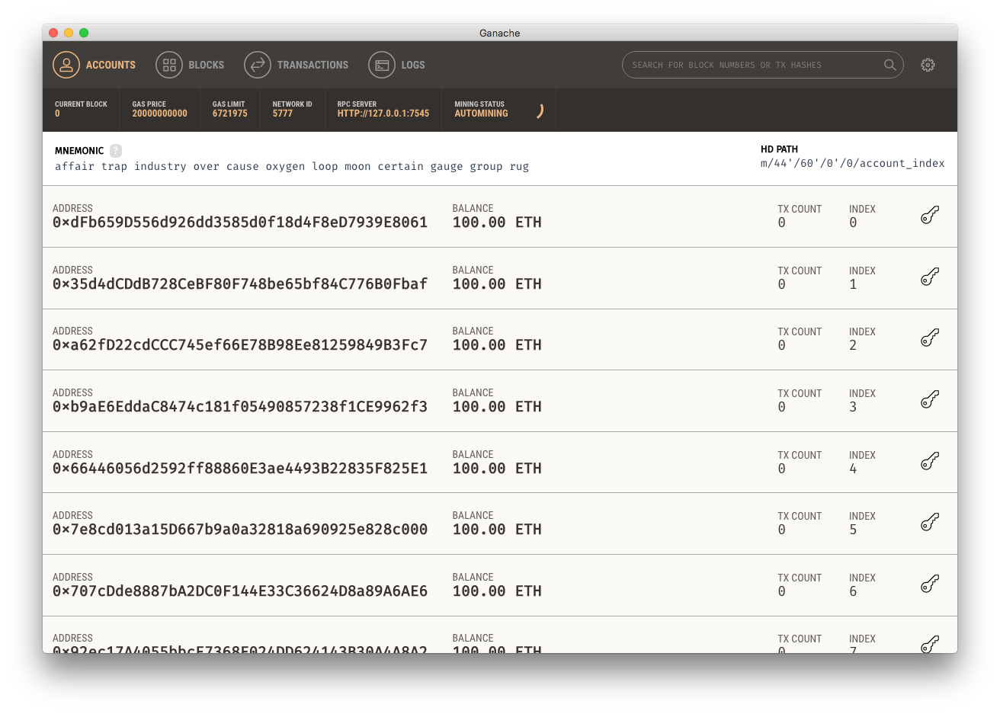 Ganache
ACCOUNTS BLOCKS TRANSACTIONS LOGS SEARCH FOR BLOCK NUMBERS OR TX HASHES
CURRENT BLOCK GAS PRICE GAS LIMIT NETWORK ID RPC SERVER MINING STATUS
0 20000000000 6721975 5777 HTTP://127.0.0.1:7545 AUTOMINING
MNEMONIC ? HD PATH
affair trap industry over cause oxygen loop moon certain gauge group rug m/44'/60'/0'/0/account_index
ADDRESS BALANCE TX COUNT INDEX
0xdFb659D556d926dd3585d0f18d4F8eD7939E8061 100.00 ETH 0 0
ADDRESS BALANCE TX COUNT INDEX
0x35d4dCDdB728CeBF80F748be65bf84C776B0Fbaf 100.00 ETH 0 1
ADDRESS BALANCE TX COUNT INDEX
0xa62fD22cdCCC745ef66E78B98Ee81259849B3Fc7 100.00 ETH 0 2
ADDRESS BALANCE TX COUNT INDEX
0xb9aE6EddaC8474c181f05490857238f1CE9962f3 100.00 ETH 0 3
ADDRESS BALANCE TX COUNT INDEX
0x66446056d2592ff88860E3ae4493B22835F825E1 100.00 ETH 0 4
ADDRESS BALANCE TX COUNT INDEX
0x7e8cd013a15D667b9a0a32818a690925e828c000 100.00 ETH 0 5
ADDRESS BALANCE TX COUNT INDEX
0x707cDde8887bA2DC0F144E33C36624D8a89A6AE6 100.00 ETH 0 6
ADDRESS BALANCE TX COUNT INDEX
100.00 ETH 0 7